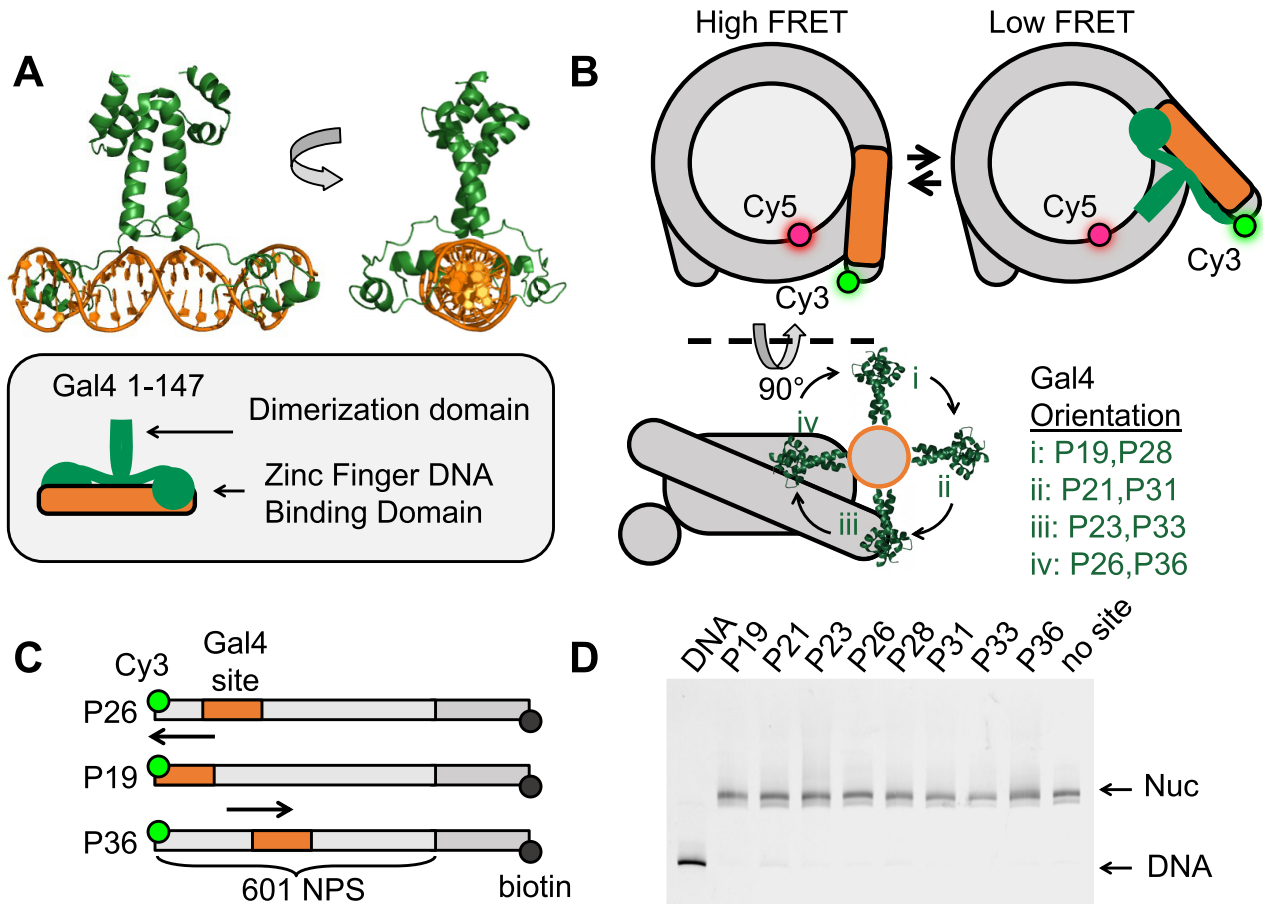 A
Gal4 1-147
Dimerization domain
Zinc Finger DNA
Binding Domain
B
High FRET
Low FRET
Cy5
Cy3
Cy5
Cy3
90°
i
ii
iii
iv
Gal4
Orientation
i: P19,P28
ii: P21,P31
iii: P23,P33
iv: P26,P36
C
Cy3
Gal4
site
P26
P19
P36
601 NPS
biotin
D
DNA
P19
P21
P23
P26
P28
P31
P33
P36
no site
Nuc
DNA